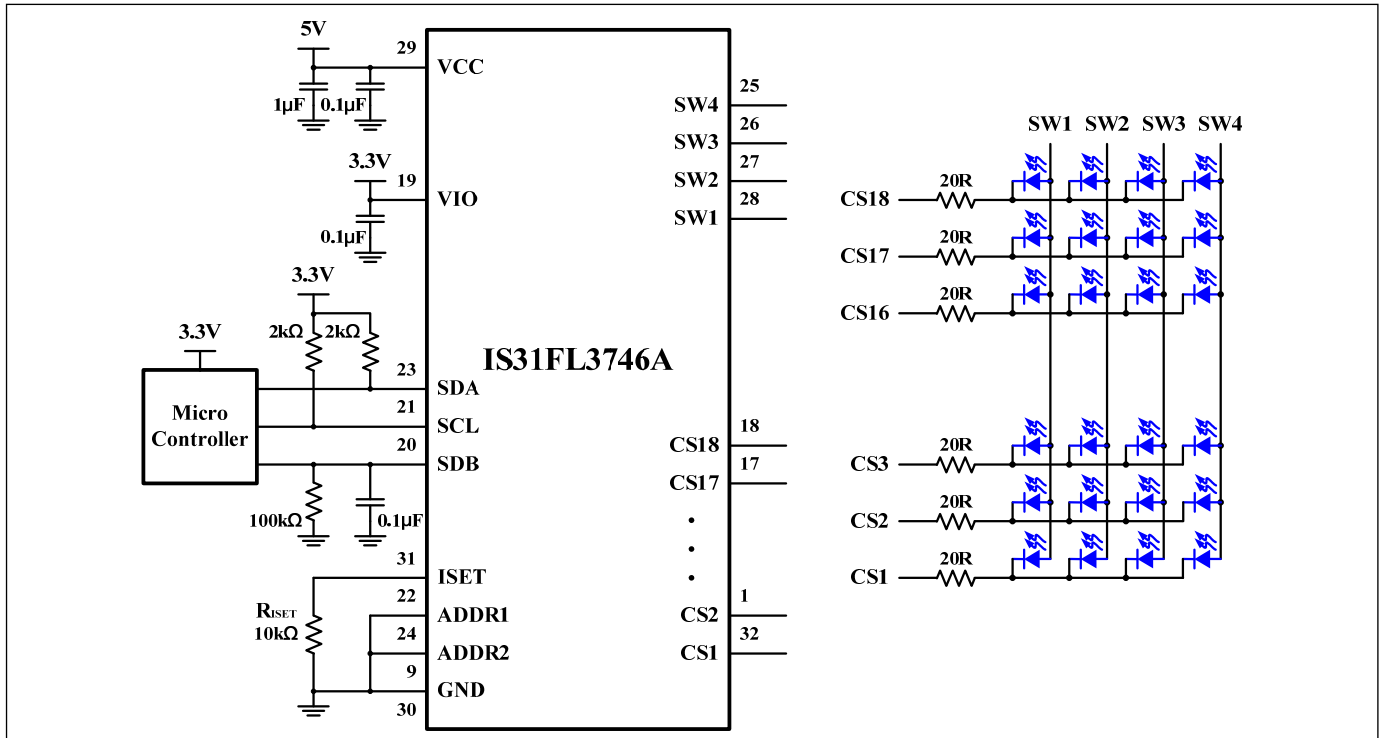 5V
29
VCC
1µF
0.1µF
3.3V
19
VIO
0.1µF
3.3V
2kΩ
2kΩ
3.3V
Micro
Controller
23
SDA
21
SCL
20
SDB
100kΩ
0.1µF
31
ISET
RISET
10kΩ
22
ADDR1
24
ADDR2
9
GND
30
IS31FL3746A
25
SW4
26
SW3
27
SW2
28
SW1
18
CS18
17
CS17
1
CS2
32
CS1
SW1 SW2 SW3 SW4
20R
CS18
20R
CS17
20R
CS16
20R
CS3
20R
CS2
20R
CS1